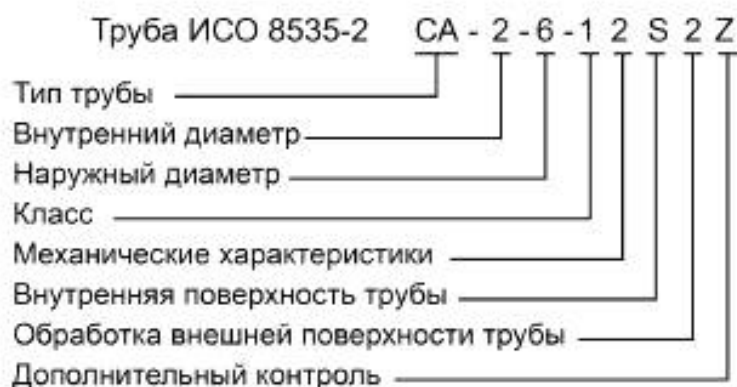 Труба ИСО 8535-2 CA - 2 - 6 - 1 2 S 2 Z
Тип трубы
Внутренний диаметр
Наружный диаметр
Класс
Механические характеристики
Внутренняя поверхность трубы
Обработка внешней поверхности трубы
Дополнительный контроль